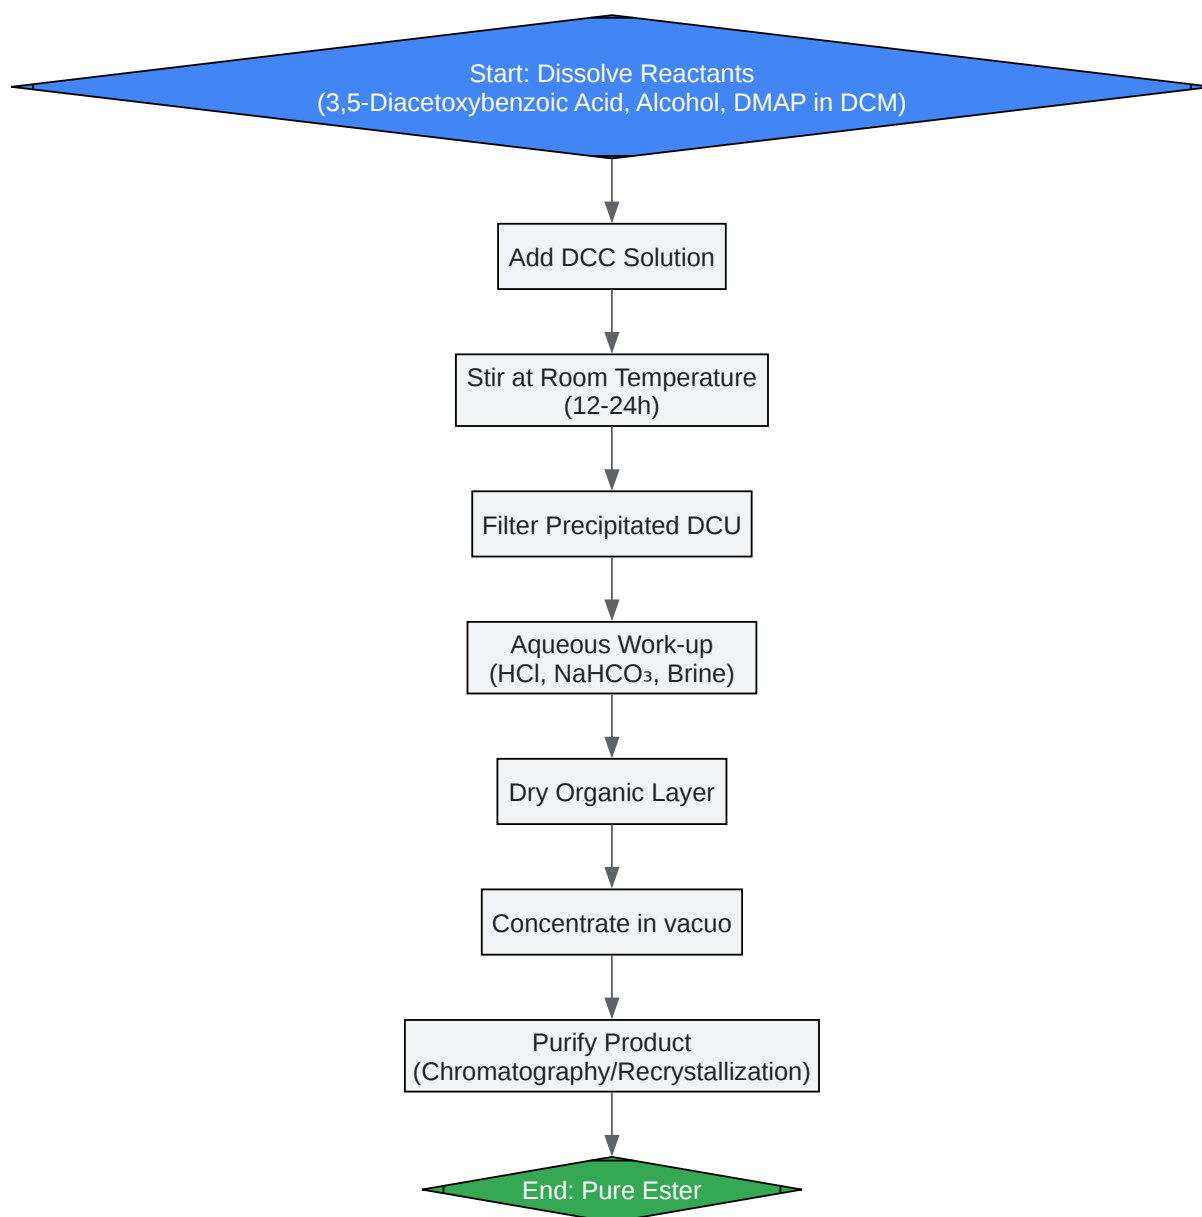 Start: Dissolve Reactants
(3,5-Diacetoxybenzoic Acid, Alcohol, DMAP in DCM)
Add DCC Solution
Stir at Room Temperature
(12-24h)
Filter Precipitated DCU
Aqueous Work-up
(HCl, NaHCO₃, Brine)
Dry Organic Layer
Concentrate in vacuo
Purify Product
(Chromatography/Recrystallization)
End: Pure Ester